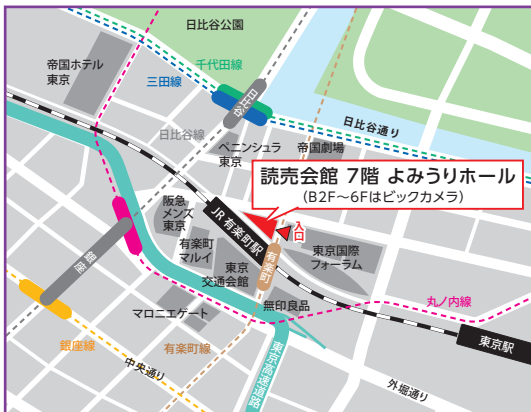 日比谷公園
帝国ホテル
東京
千代田線
三田線
日比谷
日比谷線
日比谷通り
ペニンシュラ
東京
帝国劇場
読売会館 7階 よみうりホール
(B2F〜6Fはビックカメラ)
阪急
メンズ
東京
JR 有楽町駅
入口
有楽町
マルイ
東京国際
フォーラム
東京
交通会館
有楽町
銀座
無印良品
丸ノ内線
マロニエゲート
東京駅
銀座線
有楽町線
中央通り
東京高速道路
外堀通り